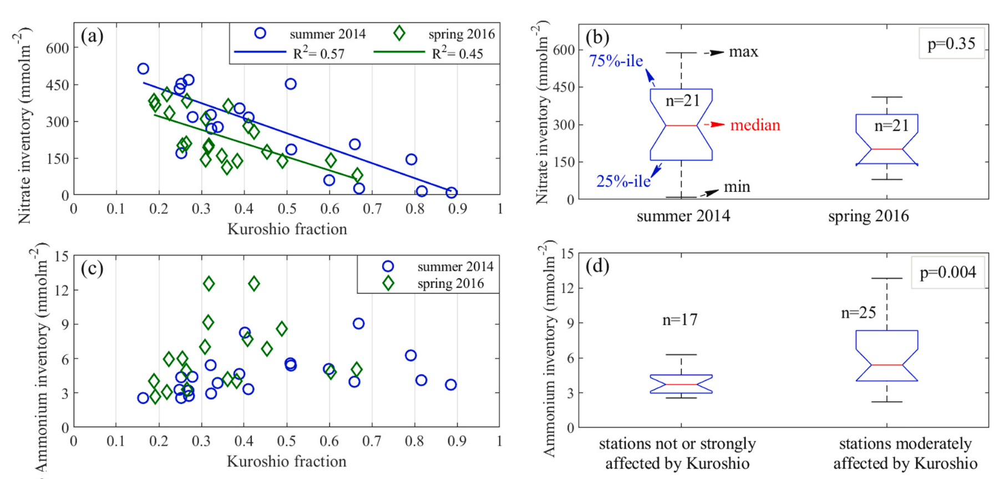 (a)
summer 2014
spring 2016
R2= 0.57
R2= 0.45
Nitrate inventory (mmolm-2)
600
450
300
150
0
0 0.1 0.2 0.3 0.4 0.5 0.6 0.7 0.8 0.9 1
Kuroshio fraction
(b)
p=0.35
Nitrate inventory (mmolm-2)
600
450
300
150
0
max
75%-ile
n=21
median
n=21
25%-ile
min
summer 2014
spring 2016
(c)
summer 2014
spring 2016
Ammonium inventory (mmolm-2)
15
12
9
6
3
0
0 0.1 0.2 0.3 0.4 0.5 0.6 0.7 0.8 0.9 1
Kuroshio fraction
(d)
p=0.004
Ammonium inventory (mmolm-2)
15
12
9
6
3
0
n=17
n=25
stations not or strongly
affected by Kuroshio
stations moderately
affected by Kuroshio